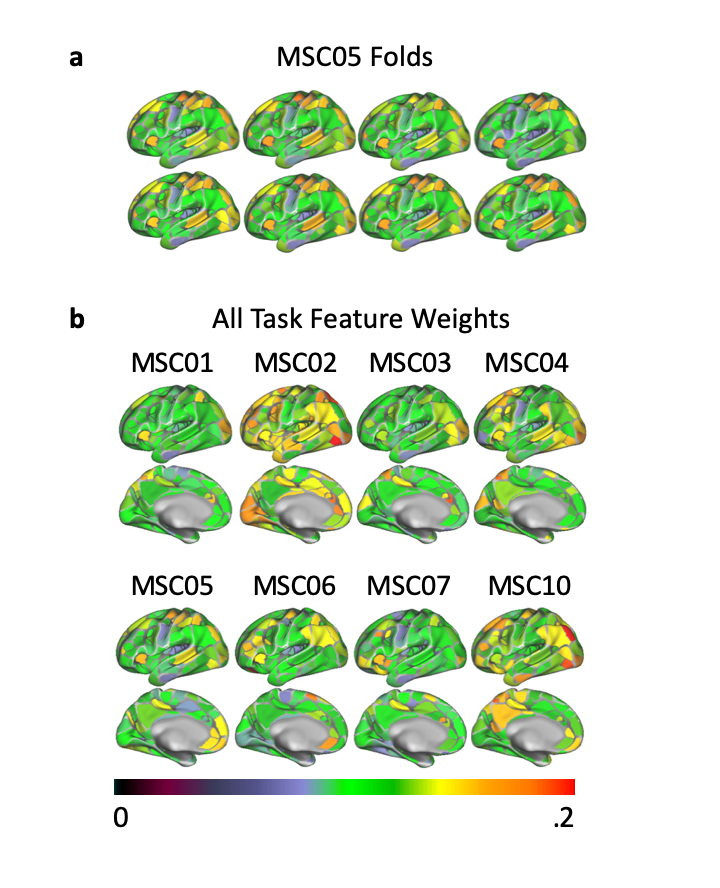 a MSC05 Folds
b All Task Feature Weights
MSC01 MSC02 MSC03 MSC04
MSC05 MSC06 MSC07 MSC10
0 .2